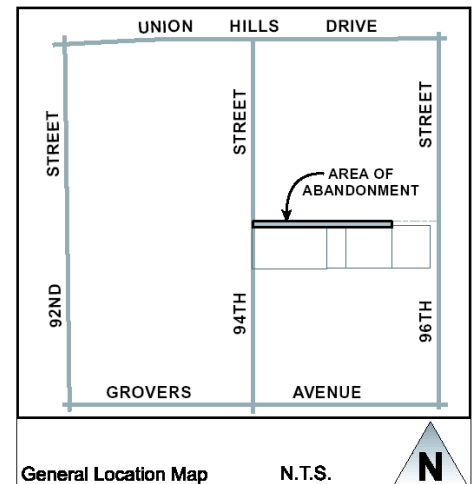 UNION HILLS DRIVE
STREET
STREET
STREET
AREA OF
ABANDONMENT
92ND
94TH
96TH
GROVERS AVENUE
General Location Map N.T.S.
N